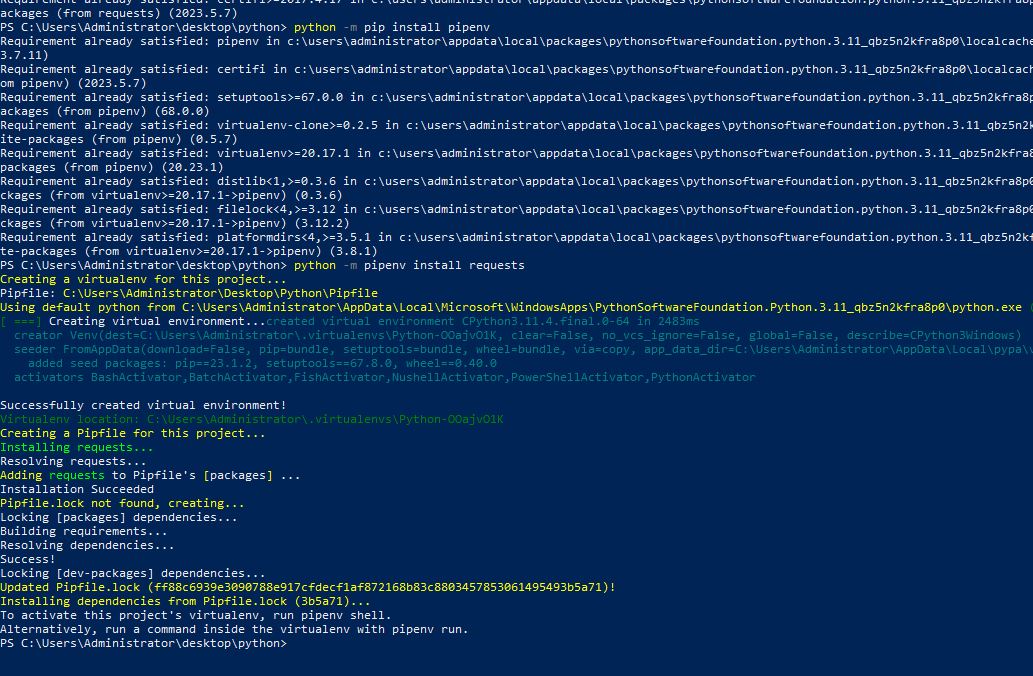 ackages (from requests) (2023.5.7)
PS C:\Users\Administrator\desktop\python> python -m pip install pipenv
Requirement already satisfied: pipenv in c:\users\administrator\appdata\local\packages\pythonsoftwarefoundation.python.3.11_qbz5n2kfra8p0\localcache
3.7.11)
Requirement already satisfied: certifi in c:\users\administrator\appdata\local\packages\pythonsoftwarefoundation.python.3.11_qbz5n2kfra8p0\localcach
om pipenv) (2023.5.7)
Requirement already satisfied: setuptools>=67.0.0 in c:\users\administrator\appdata\local\packages\pythonsoftwarefoundation.python.3.11_qbz5n2kfra8p
ackages (from pipenv) (68.0.0)
Requirement already satisfied: virtualenv-clone>=0.2.5 in c:\users\administrator\appdata\local\packages\pythonsoftwarefoundation.python.3.11_qbz5n2k
ite-packages (from pipenv) (0.5.7)
Requirement already satisfied: virtualenv>=20.17.1 in c:\users\administrator\appdata\local\packages\pythonsoftwarefoundation.python.3.11_qbz5n2kfra8
packages (from pipenv) (20.23.1)
Requirement already satisfied: distlib<1,>=0.3.6 in c:\users\administrator\appdata\local\packages\pythonsoftwarefoundation.python.3.11_qbz5n2kfra8p0
ckages (from virtualenv>=20.17.1->pipenv) (0.3.6)
Requirement already satisfied: filelock<4,>=3.12 in c:\users\administrator\appdata\local\packages\pythonsoftwarefoundation.python.3.11_qbz5n2kfra8p0
ckages (from virtualenv>=20.17.1->pipenv) (3.12.2)
Requirement already satisfied: platformdirs<4,>=3.5.1 in c:\users\administrator\appdata\local\packages\pythonsoftwarefoundation.python.3.11_qbz5n2kf
te-packages (from virtualenv>=20.17.1->pipenv) (3.8.1)
PS C:\Users\Administrator\desktop\python> python -m pipenv install requests
Creating a virtualenv for this project...
Pipfile: C:\Users\Administrator\Desktop\Python\Pipfile
Using default python from C:\Users\Administrator\AppData\Local\Microsoft\WindowsApps\PythonSoftwareFoundation.Python.3.11_qbz5n2kfra8p0\python.exe (
[ ===] Creating virtual environment...created virtual environment CPython3.11.4.final.0-64 in 2483ms
  creator Venv(dest=C:\Users\Administrator\.virtualenvs\Python-OOajvO1K, clear=False, no_vcs_ignore=False, global=False, describe=CPython3Windows)
  seeder FromAppData(download=False, pip=bundle, setuptools=bundle, wheel=bundle, via=copy, app_data_dir=C:\Users\Administrator\AppData\Local\pypa\v
    added seed packages: pip==23.1.2, setuptools==67.8.0, wheel==0.40.0
  activators BashActivator,BatchActivator,FishActivator,NushellActivator,PowerShellActivator,PythonActivator
Successfully created virtual environment!
Virtualenv location: C:\Users\Administrator\.virtualenvs\Python-OOajvO1K
Creating a Pipfile for this project...
Installing requests...
Resolving requests...
Adding requests to Pipfile's [packages] ...
Installation Succeeded
Pipfile.lock not found, creating...
Locking [packages] dependencies...
Building requirements...
Resolving dependencies...
Success!
Locking [dev-packages] dependencies...
Updated Pipfile.lock (ff88c6939e3090788e917cfdecf1af872168b83c8803457853061495493b5a71)!
Installing dependencies from Pipfile.lock (3b5a71)...
To activate this project's virtualenv, run pipenv shell.
Alternatively, run a command inside the virtualenv with pipenv run.
PS C:\Users\Administrator\desktop\python>